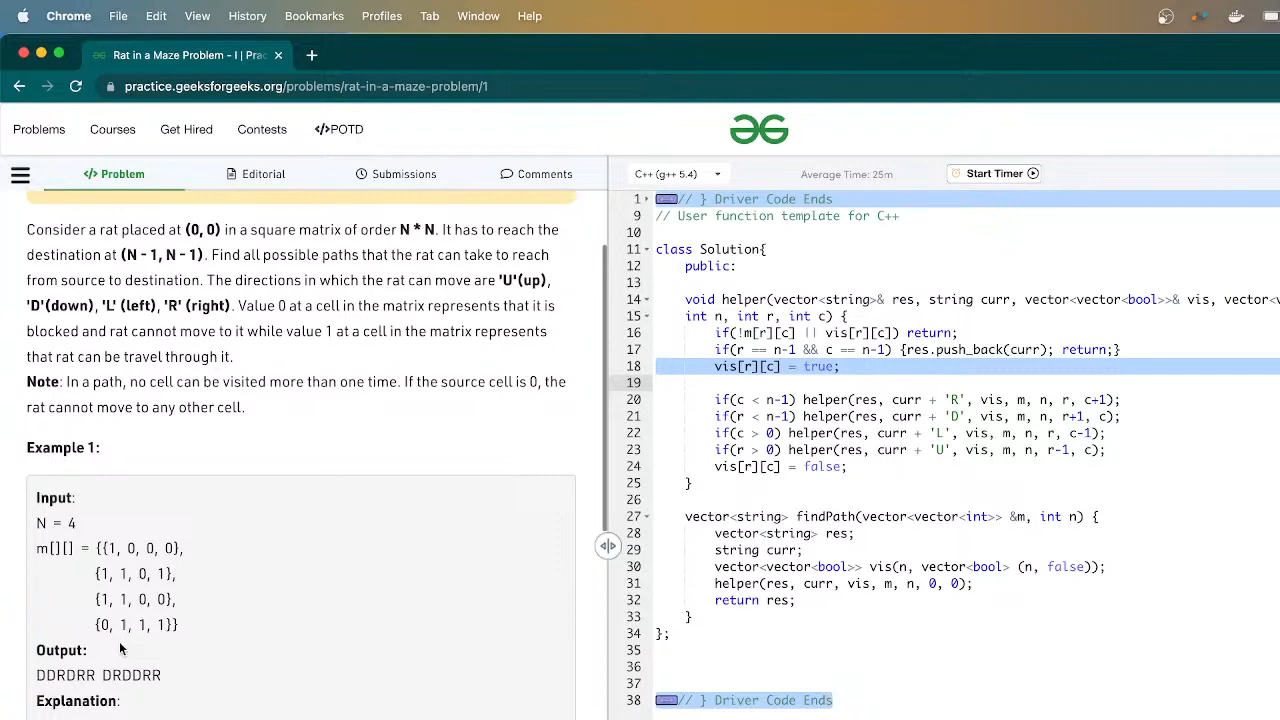 Chrome File Edit View History Bookmarks Profiles Tab Window Help
Rat in a Maze Problem - I | Prac
practice.geeksforgeeks.org/problems/rat-in-a-maze-problem/1
Problems Courses Get Hired Contests </>POTD
</> Problem Editorial Submissions Comments
Consider a rat placed at (0, 0) in a square matrix of order N * N. It has to reach the
destination at (N - 1, N - 1). Find all possible paths that the rat can take to reach
from source to destination. The directions in which the rat can move are 'U'(up),
'D'(down), 'L' (left), 'R' (right). Value 0 at a cell in the matrix represents that it is
blocked and rat cannot move to it while value 1 at a cell in the matrix represents
that rat can be travel through it.
Note: In a path, no cell can be visited more than one time. If the source cell is 0, the
rat cannot move to any other cell.
Example 1:
Input:
N = 4
m[][] = {{1, 0, 0, 0},
{1, 1, 0, 1},
{1, 1, 0, 0},
{0, 1, 1, 1}}
Output:
DDRDRR DRDDRR
Explanation:
C++ (g++ 5.4) Average Time: 25m Start Timer
1 // } Driver Code Ends
9 // User function template for C++
10
11 class Solution{
12 public:
13
14 void helper(vector<string>& res, string curr, vector<vector<bool>>& vis, vector<v
15 int n, int r, int c) {
16 if(!m[r][c] || vis[r][c]) return;
17 if(r == n-1 && c == n-1) {res.push_back(curr); return;}
18 vis[r][c] = true;
19
20 if(c < n-1) helper(res, curr + 'R', vis, m, n, r, c+1);
21 if(r < n-1) helper(res, curr + 'D', vis, m, n, r+1, c);
22 if(c > 0) helper(res, curr + 'L', vis, m, n, r, c-1);
23 if(r > 0) helper(res, curr + 'U', vis, m, n, r-1, c);
24 vis[r][c] = false;
25 }
26
27 vector<string> findPath(vector<vector<int>> &m, int n) {
28 vector<string> res;
29 string curr;
30 vector<vector<bool>> vis(n, vector<bool> (n, false));
31 helper(res, curr, vis, m, n, 0, 0);
32 return res;
33 }
34 };
35
36
37
38 // } Driver Code Ends